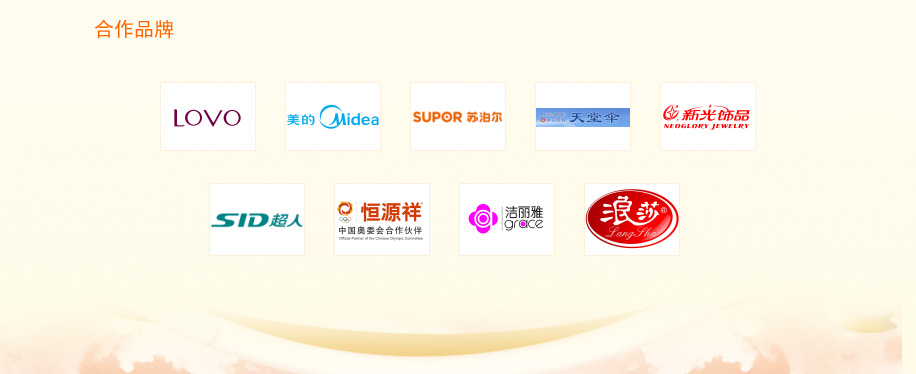 合作品牌
LOVO
美的 Midea
SUPOR 苏泊尔
天堂伞
新光饰品
NEOGLORY JEWELRY
SID超人
恒源祥
中国奥委会合作伙伴
Official Partner of the Chinese Olympic Committee
洁丽雅
grace
浪莎®
LangSha